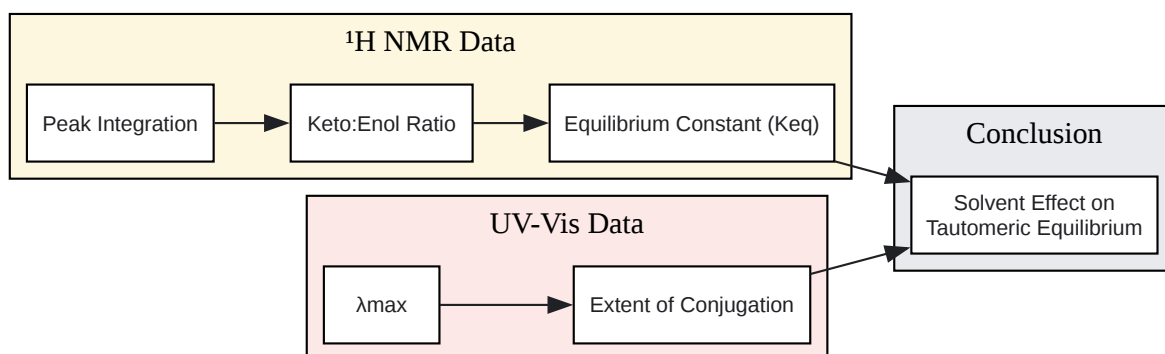 ¹H NMR Data
Peak Integration
Keto:Enol Ratio
Equilibrium Constant (Keq)
Conclusion
Solvent Effect on
Tautomeric Equilibrium
UV-Vis Data
λmax
Extent of Conjugation